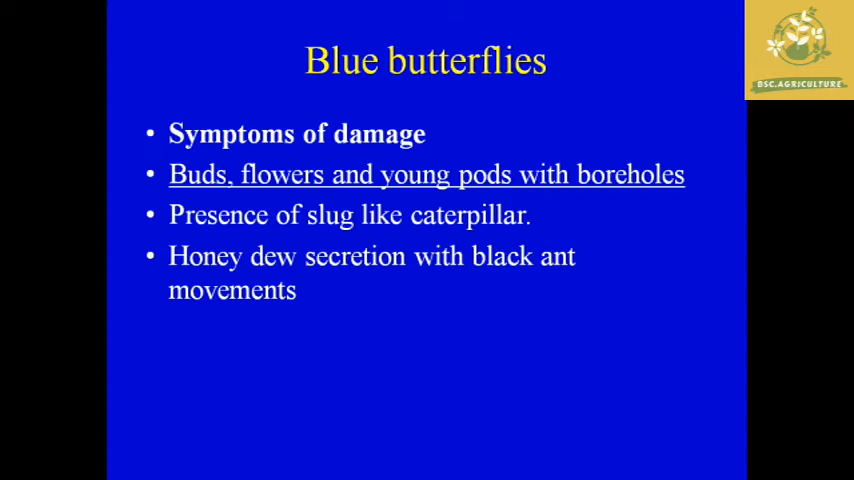 Blue butterflies
BSC.AGRICULTURE
• Symptoms of damage
• Buds, flowers and young pods with boreholes
• Presence of slug like caterpillar.
• Honey dew secretion with black ant
movements